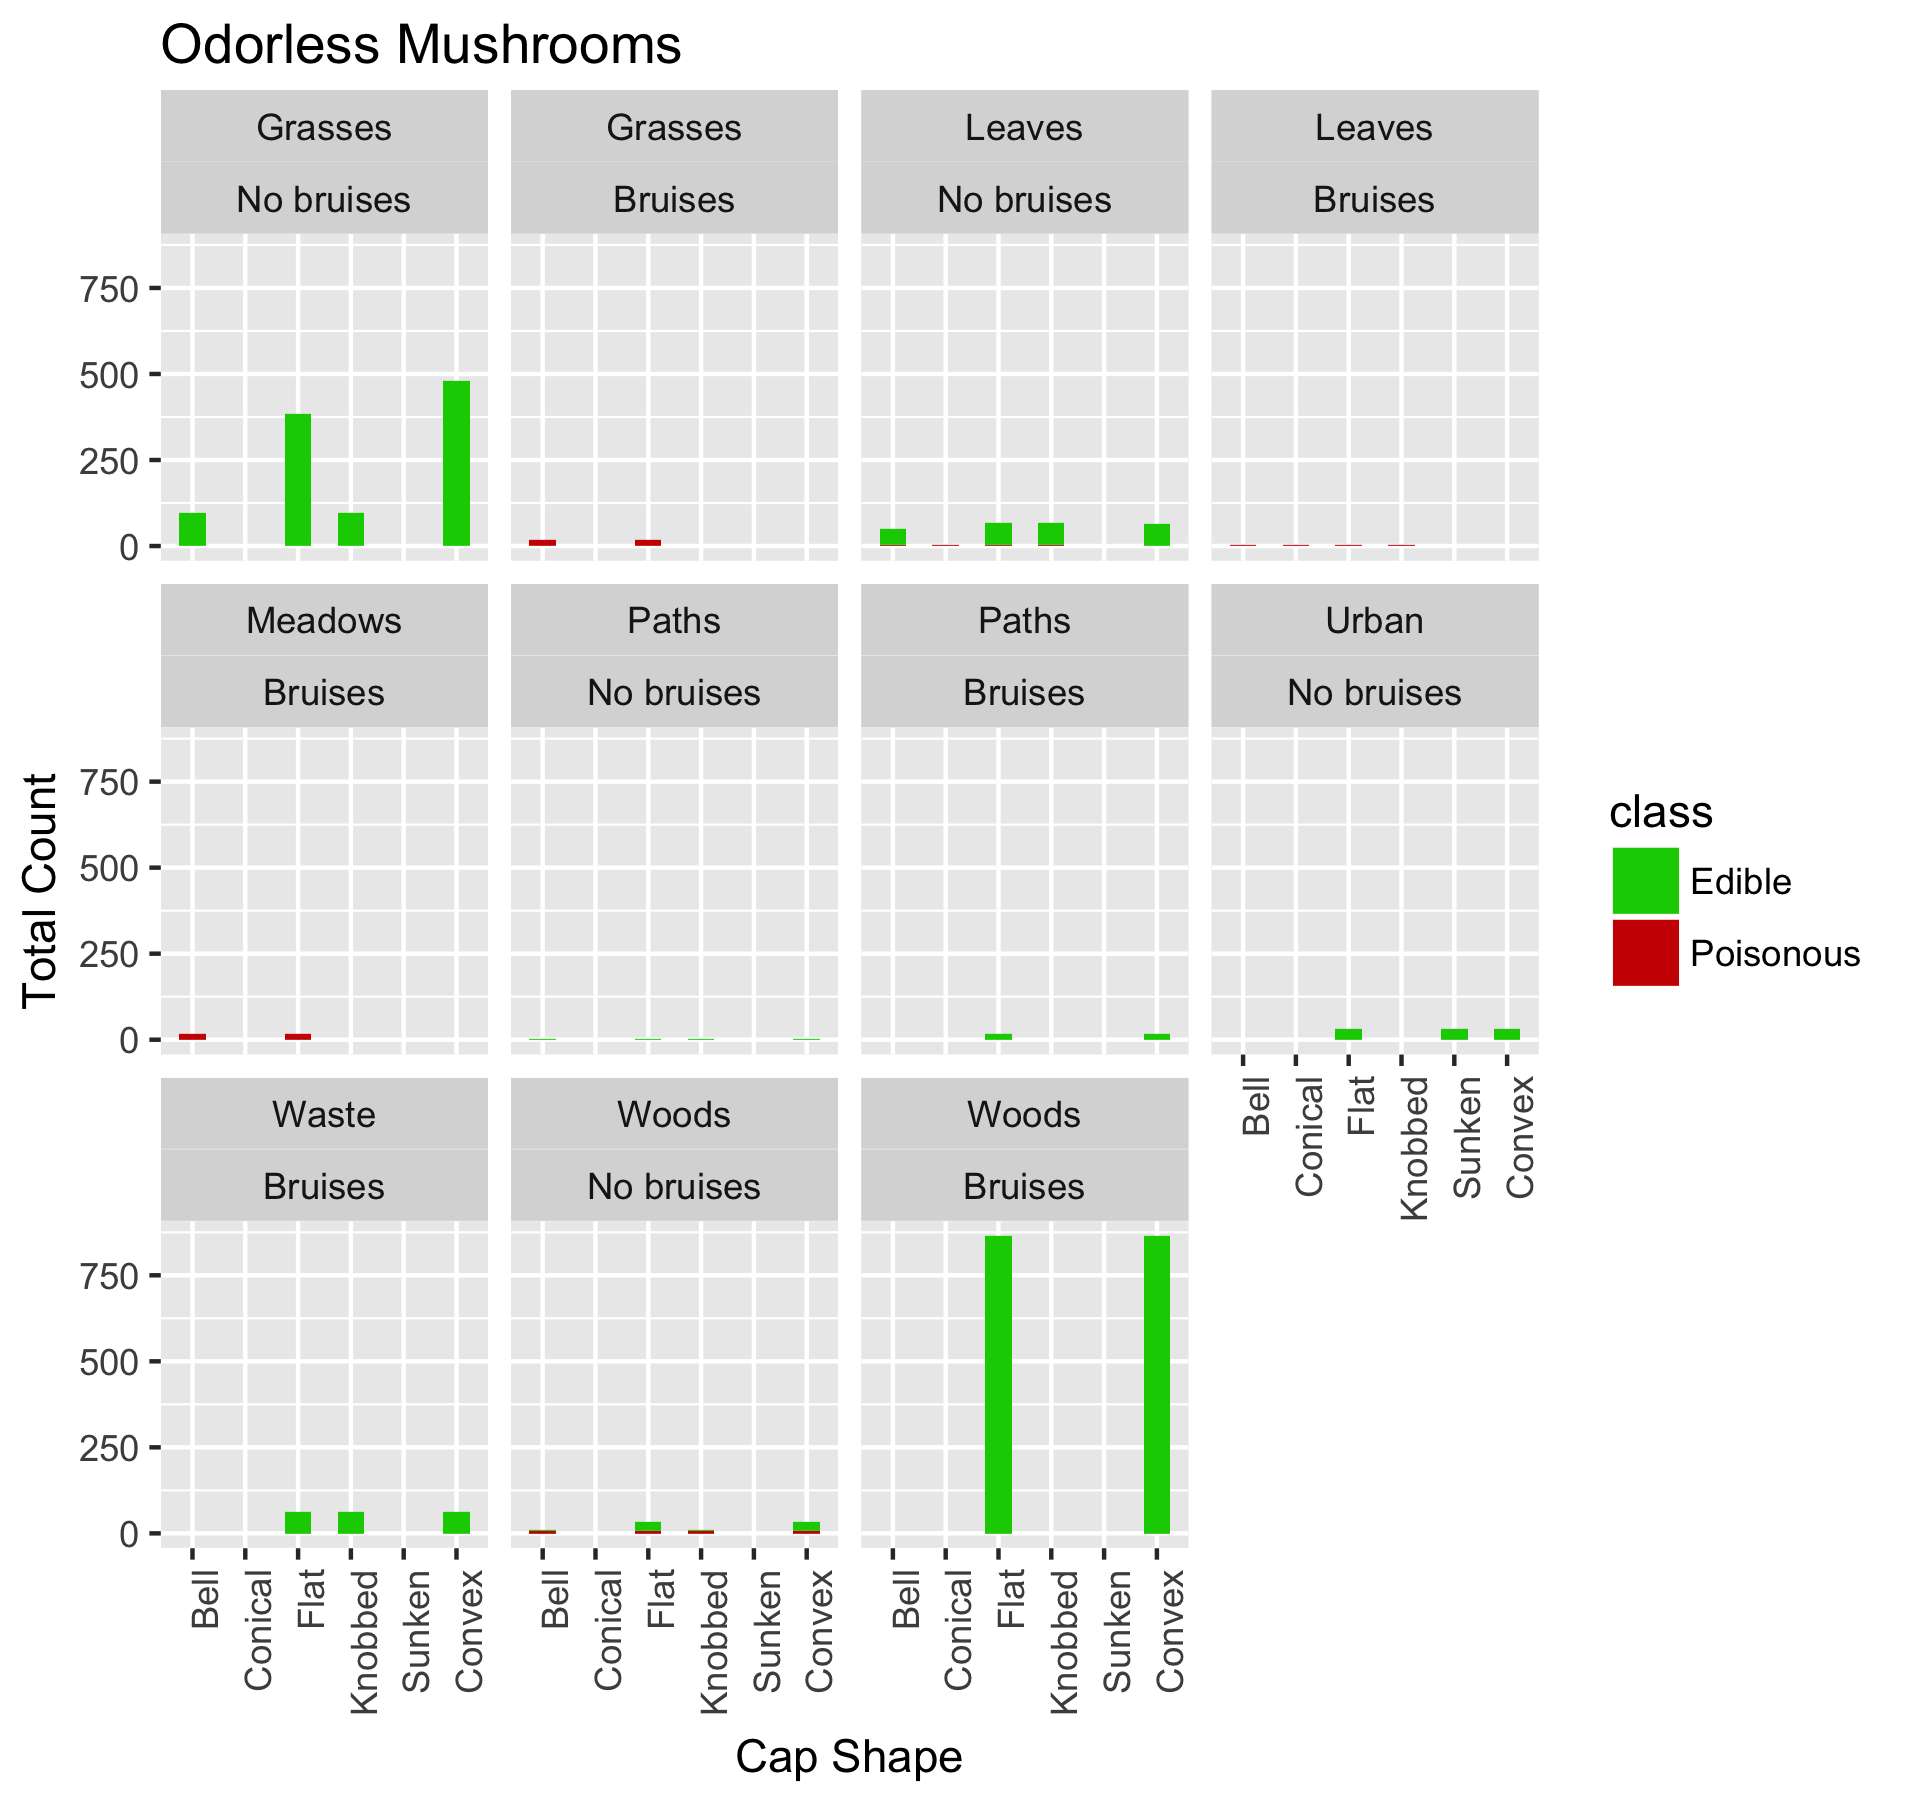 Odorless Mushrooms
Grasses
No bruises
Grasses
Bruises
Leaves
No bruises
Leaves
Bruises
750
500
250
0
Meadows
Bruises
Paths
No bruises
Paths
Bruises
Urban
No bruises
750
500
250
0
Bell
Conical
Flat
Knobbed
Sunken
Convex
Waste
Bruises
Woods
No bruises
Woods
Bruises
750
500
250
0
Bell
Conical
Flat
Knobbed
Sunken
Convex
Bell
Conical
Flat
Knobbed
Sunken
Convex
Bell
Conical
Flat
Knobbed
Sunken
Convex
Total Count
Cap Shape
class
Edible
Poisonous